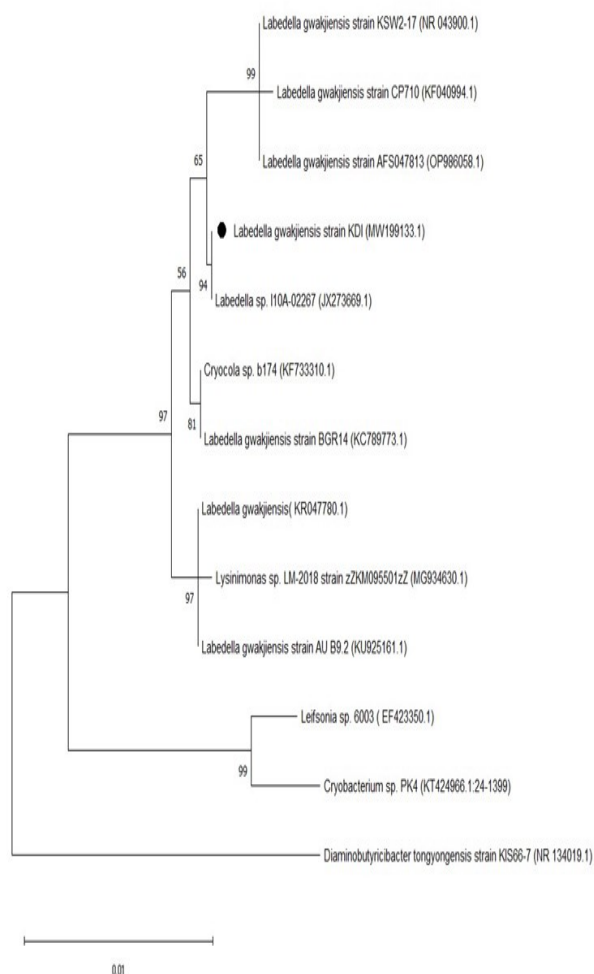 Labedella gwakjiensis strain KSW2-17 (NR 043900.1)
99
Labedella gwakjiensis strain CP710 (KF040994.1)
Labedella gwakjiensis strain AFS047813 (OP986058.1)
65
Labedella gwakjiensis strain KDI (MW199133.1)
56
94
Labedella sp. I10A-02267 (JX273669.1)
Cryocola sp. b174 (KF733310.1)
97
81
Labedella gwakjiensis strain BGR14 (KC789773.1)
Labedella gwakjiensis( KR047780.1)
Lysinimonas sp. LM-2018 strain zZKM095501zZ (MG934630.1)
97
Labedella gwakjiensis strain AU B9.2 (KU925161.1)
Leifsonia sp. 6003 ( EF423350.1)
99
Cryobacterium sp. PK4 (KT424966.1:24-1399)
Diaminobutyricibacter tongyongensis strain KIS66-7 (NR 134019.1)
0.01